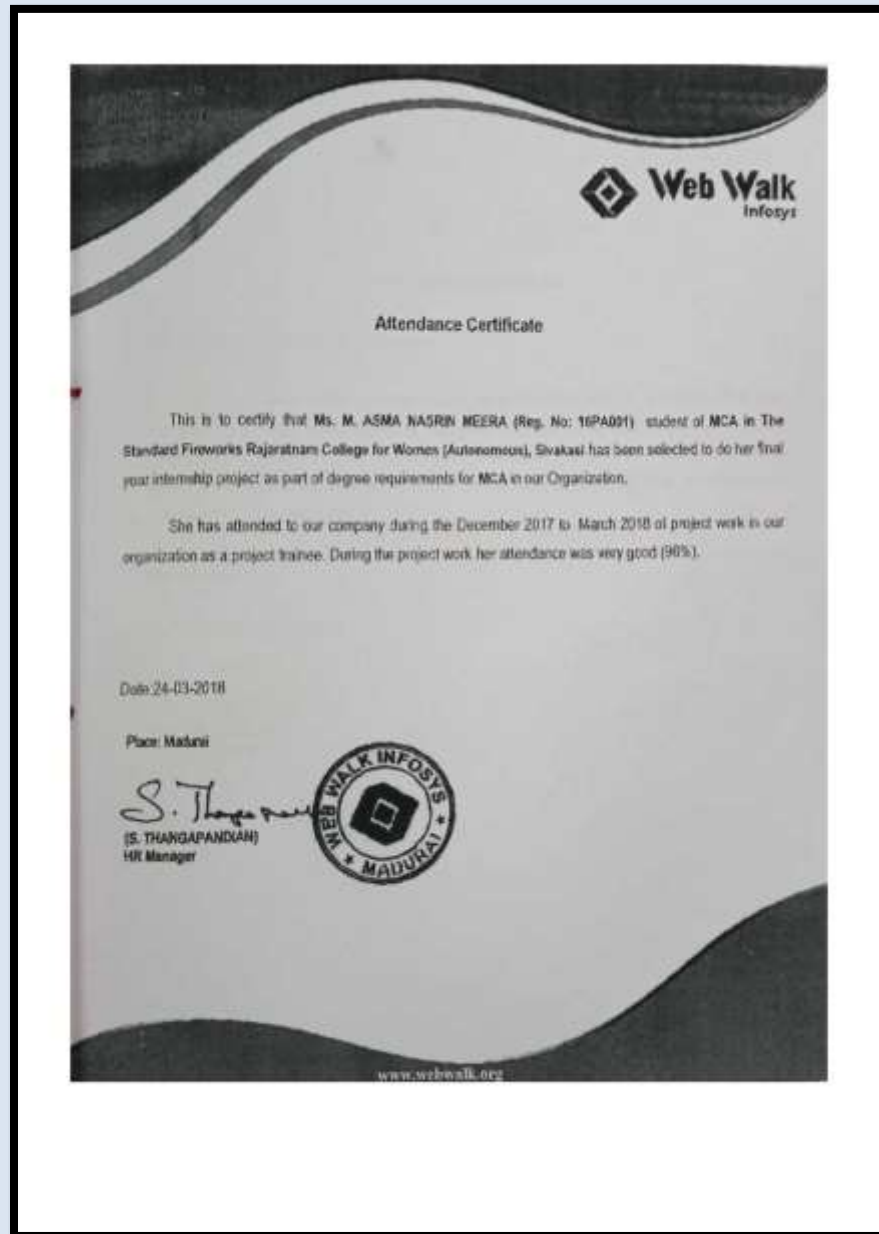 Web Walk
Infosys
Attendance Certificate
This is to certify that Ms. M. ASMA NASRIN MEERA (Reg. No: 16PA001) student of MCA in The
Standard Fireworks Rajaratnam College for Women (Autonomous), Sivakasi has been selected to do her final
year internship project as part of degree requirements for MCA in our Organization.
She has attended to our company during the December 2017 to March 2018 of project work in our
organization as a project trainee. During the project work her attendance was very good (98%).
Date:24-03-2018
Place: Madurai
(S. THANGAPANDIAN)
HR Manager
WEB WALK INFOSYS
★ MADURAI ★
www.webwalk.org